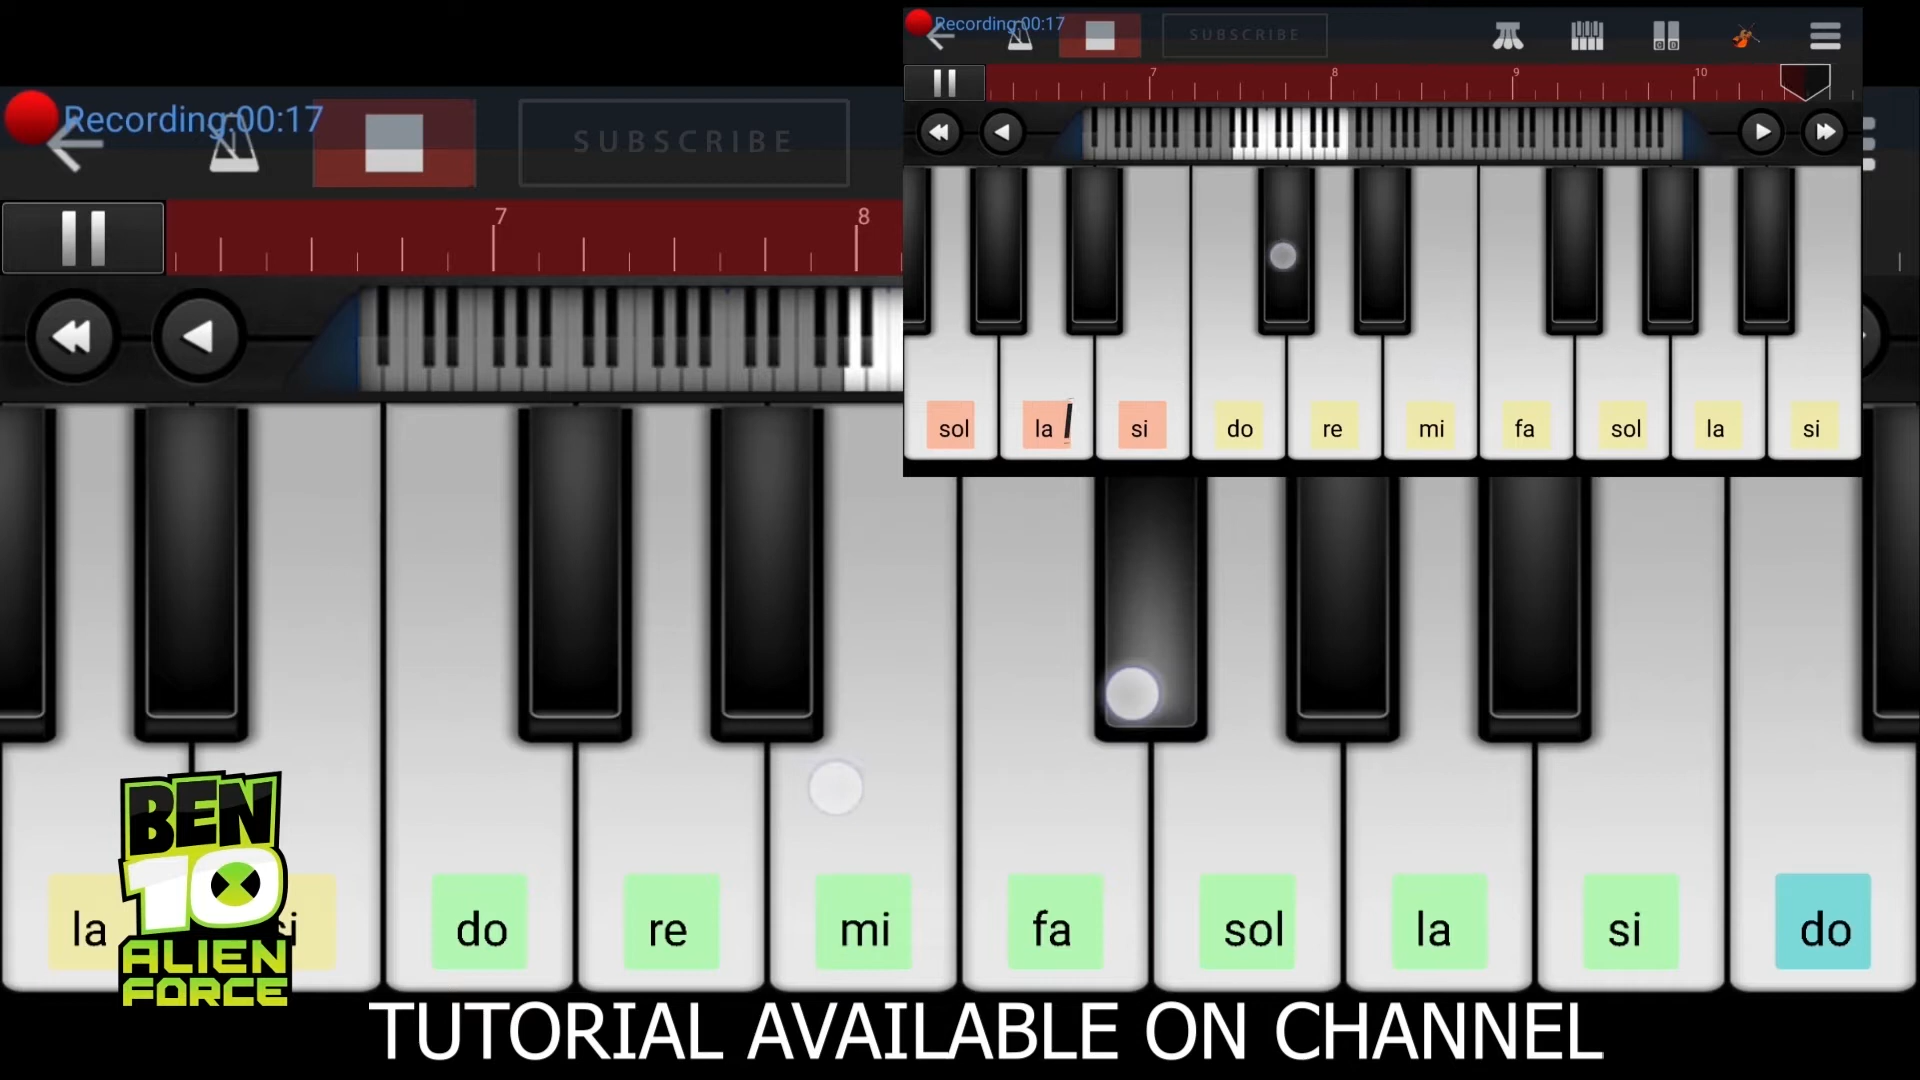 Recording:00:17
SUBSCRIBE
7 8 9 10
sol la si do re mi fa sol la si
Recording:00:17
SUBSCRIBE
7 8
la si do re mi fa sol la si do
BEN
10
ALIEN
FORCE
TUTORIAL AVAILABLE ON CHANNEL